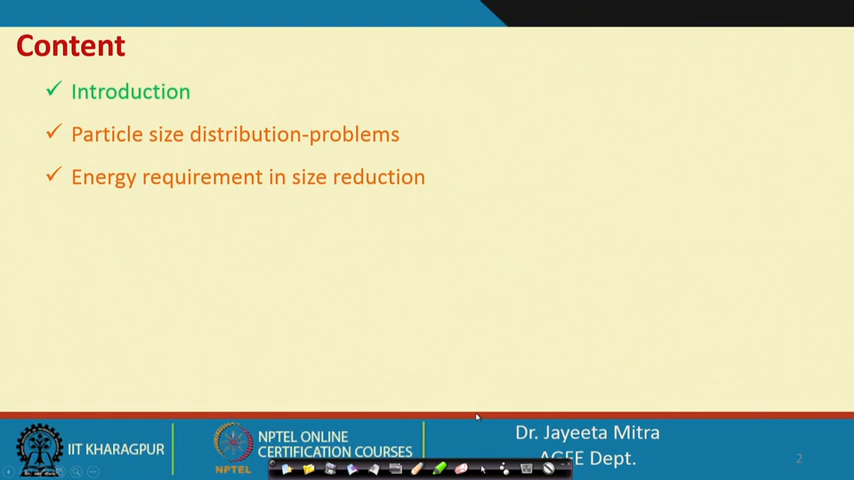 Content
✓ Introduction
✓ Particle size distribution-problems
✓ Energy requirement in size reduction
IIT KHARAGPUR
NPTEL
NPTEL ONLINE
CERTIFICATION COURSES
Dr. Jayeeta Mitra
AGFE Dept.
2